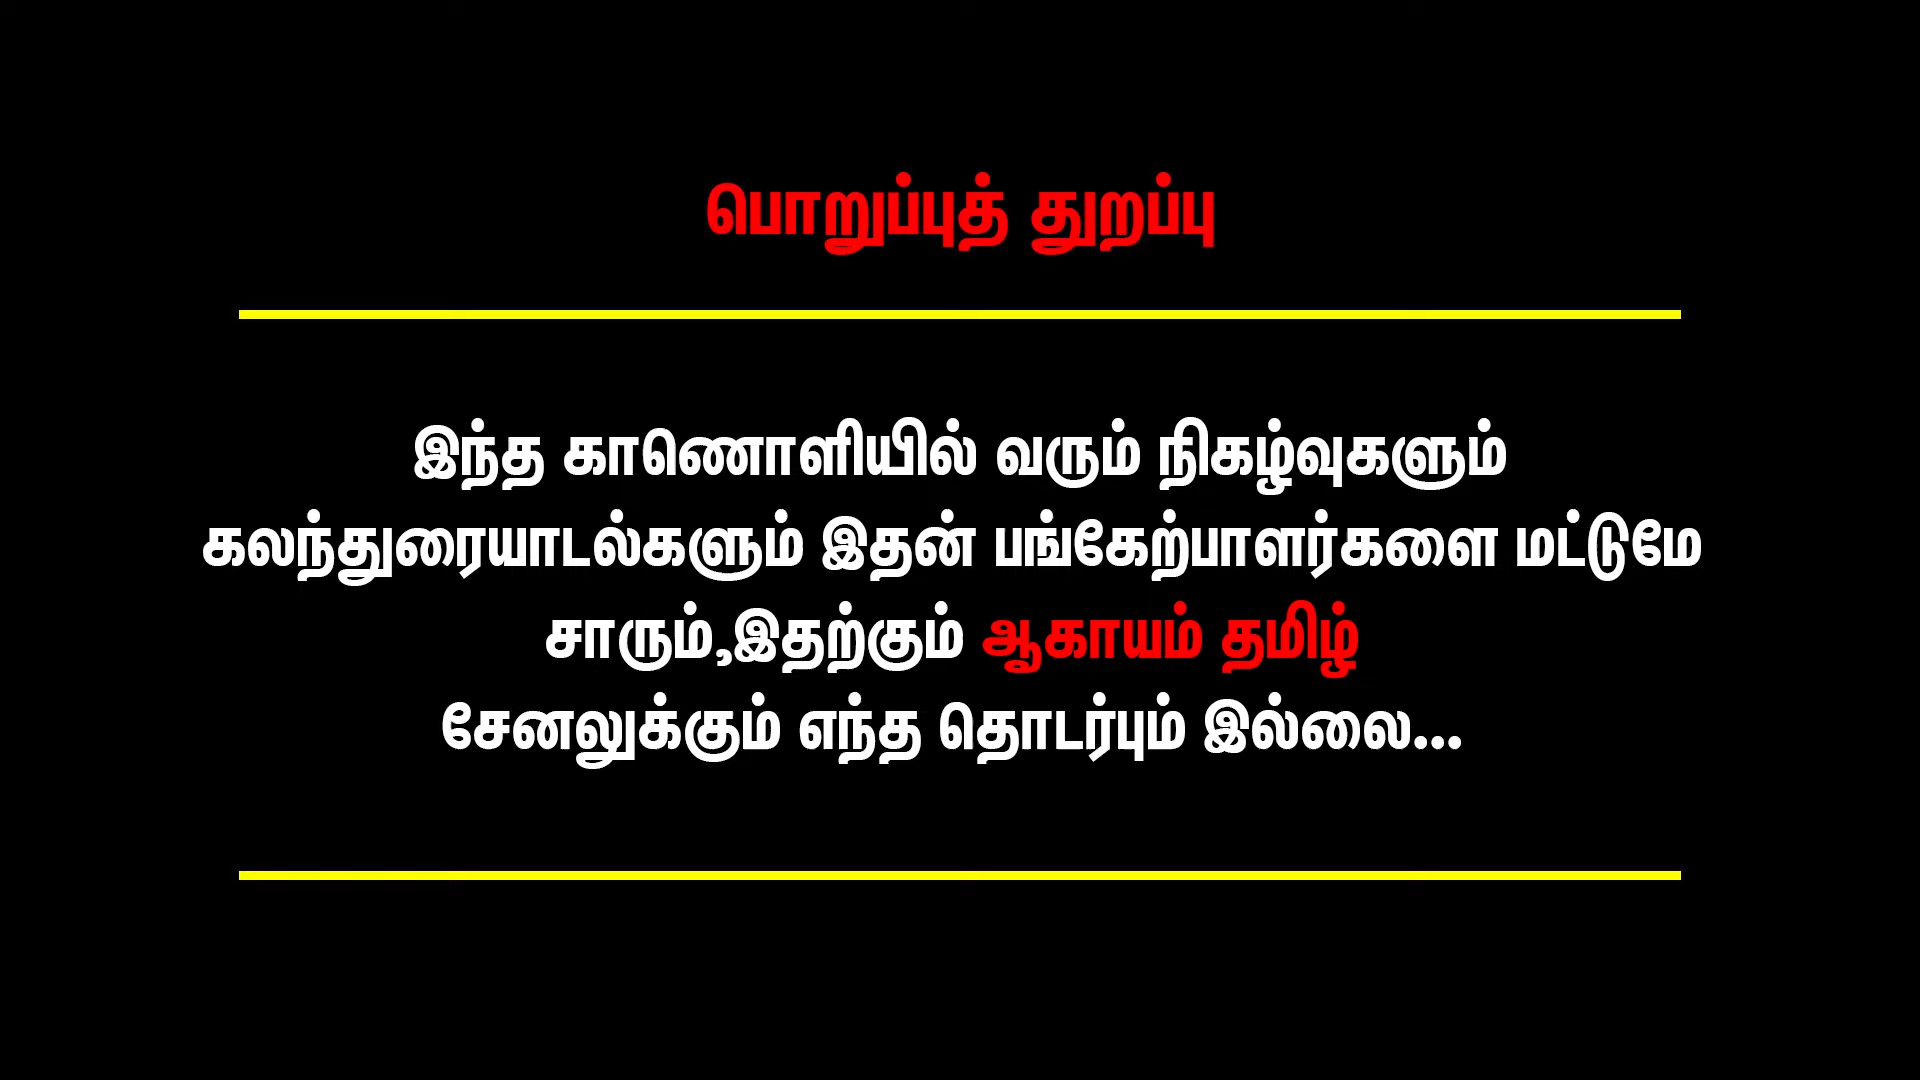 பொறுப்புத் துறப்பு
இந்த காணொளியில் வரும் நிகழ்வுகளும்
கலந்துரையாடல்களும் இதன் பங்கேற்பாளர்களை மட்டுமே
சாரும்,இதற்கும் ஆகாயம் தமிழ்
சேனலுக்கும் எந்த தொடர்பும் இல்லை...